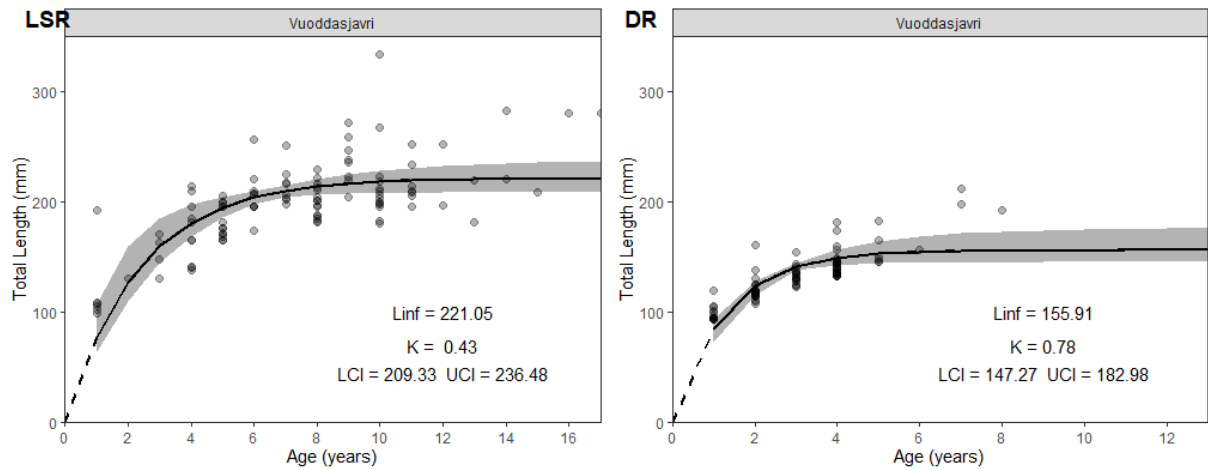 LSR
Vuoddasjavri
Total Length (mm)
300
200
100
0
Linf = 221.05
K = 0.43
LCI = 209.33 UCI = 236.48
0 2 4 6 8 10 12 14 16
Age (years)
DR
Vuoddasjavri
Total Length (mm)
300
200
100
0
Linf = 155.91
K = 0.78
LCI = 147.27 UCI = 182.98
0 2 4 6 8 10 12
Age (years)